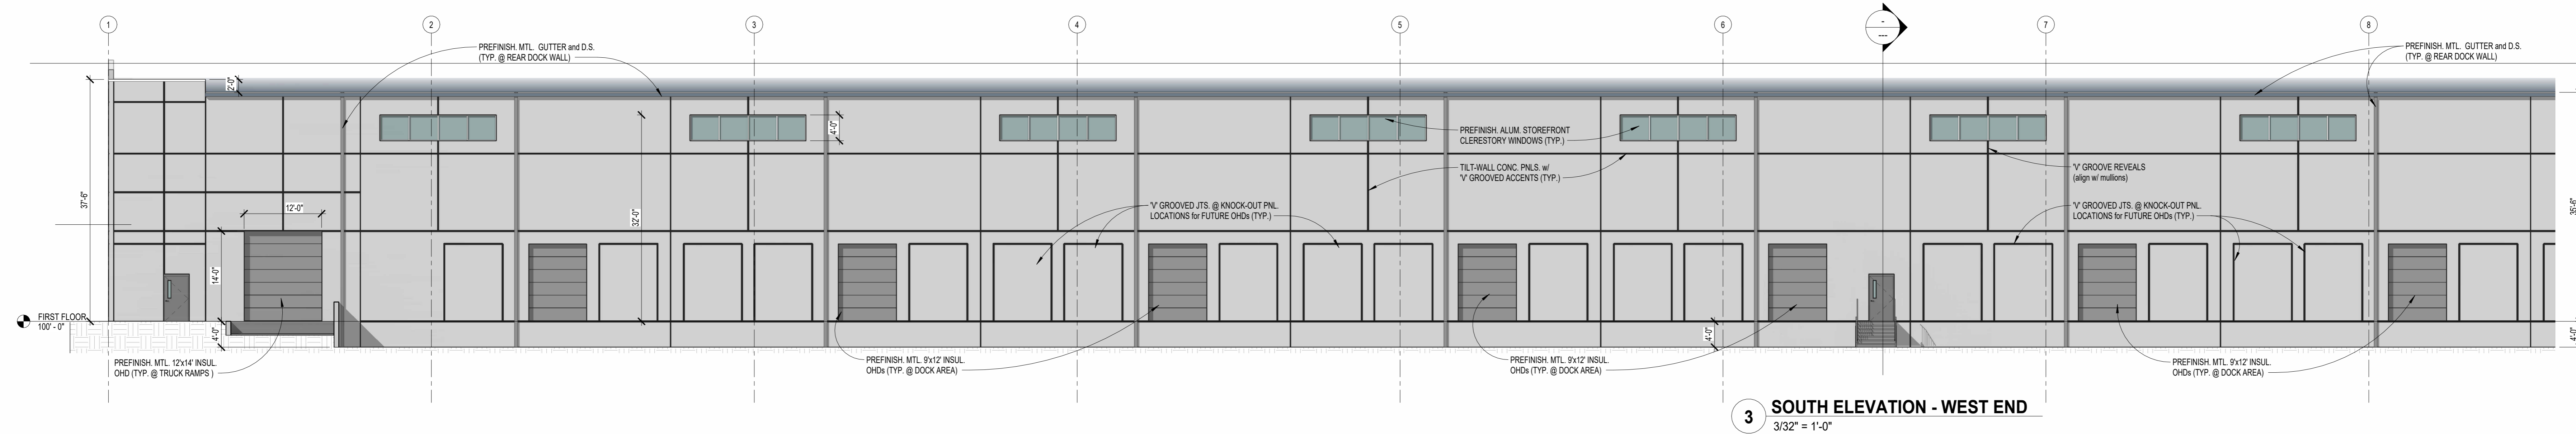 1
2
3
4
5
6
-
---
7
8
PREFINISH. MTL. GUTTER and D.S.
(TYP. @ REAR DOCK WALL)
PREFINISH. MTL. GUTTER and D.S.
(TYP. @ REAR DOCK WALL)
2'-0"
4'-0"
PREFINISH. ALUM. STOREFRONT
CLERESTORY WINDOWS (TYP.)
TILT-WALL CONC. PNLS. w/
'V' GROOVED ACCENTS (TYP.)
'V' GROOVE REVEALS
(align w/ mullions)
37'-6"
12'-0"
32'-0"
'V' GROOVED JTS. @ KNOCK-OUT PNL.
LOCATIONS for FUTURE OHDs (TYP.)
'V' GROOVED JTS. @ KNOCK-OUT PNL.
LOCATIONS for FUTURE OHDs (TYP.)
35'-6"
14'-0"
FIRST FLOOR
100' - 0"
4'-0"
4'-0"
4'-0"
PREFINISH. MTL. 12'x14' INSUL.
OHD (TYP. @ TRUCK RAMPS )
PREFINISH. MTL. 9'x12' INSUL.
OHDs (TYP. @ DOCK AREA)
PREFINISH. MTL. 9'x12' INSUL.
OHDs (TYP. @ DOCK AREA)
PREFINISH. MTL. 9'x12' INSUL.
OHDs (TYP. @ DOCK AREA)
3
SOUTH ELEVATION - WEST END
3/32" = 1'-0"